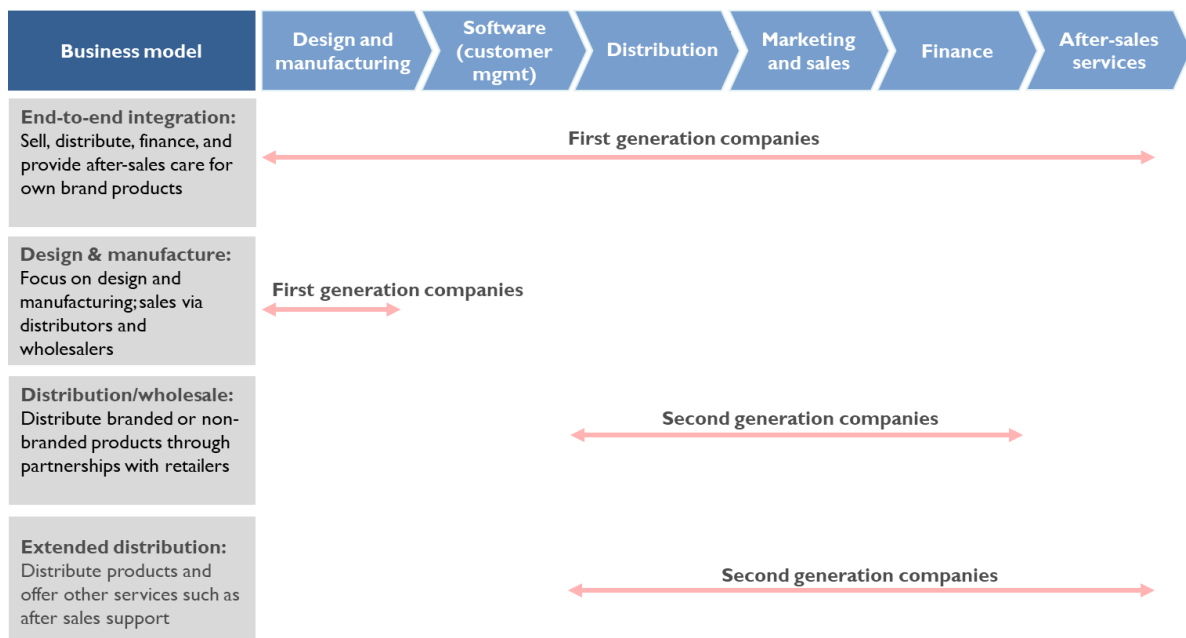 Business model
Design and
manufacturing
Software
(customer
mgmt)
Distribution
Marketing
and sales
Finance
After-sales
services
End-to-end integration:
Sell, distribute, finance, and
provide after-sales care for
own brand products
First generation companies
Design & manufacture:
Focus on design and
manufacturing; sales via
distributors and
wholesalers
First generation companies
Distribution/wholesale:
Distribute branded or non-
branded products through
partnerships with retailers
Second generation companies
Extended distribution:
Distribute products and
offer other services such as
after sales support
Second generation companies